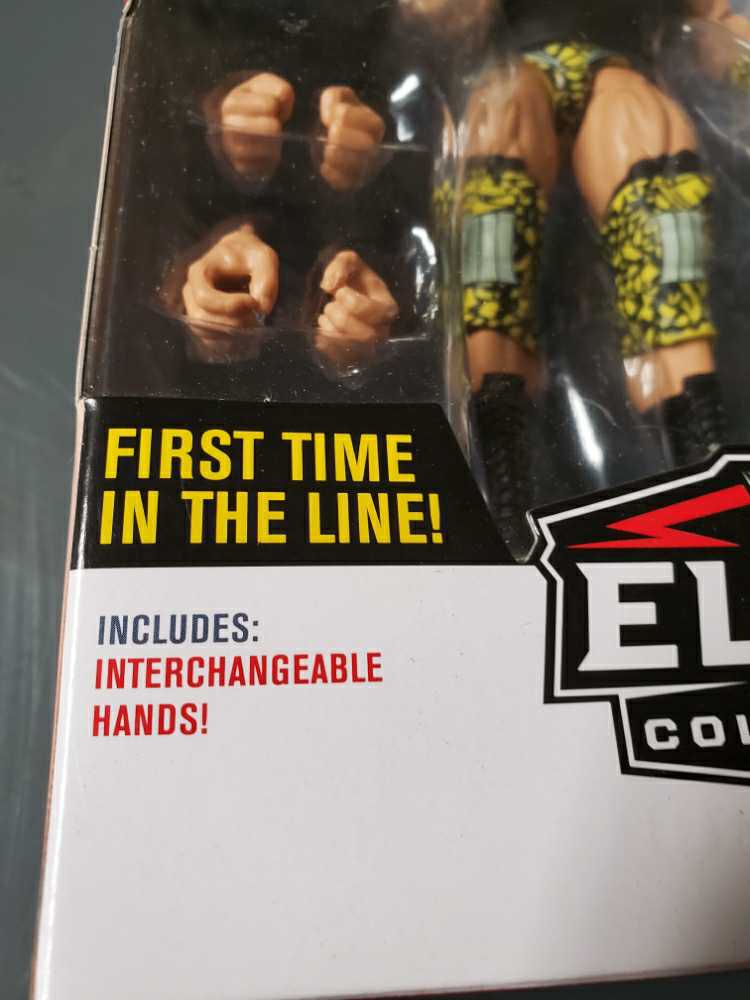 FIRST TIME
IN THE LINE!
INCLUDES:
INTERCHANGEABLE
HANDS!